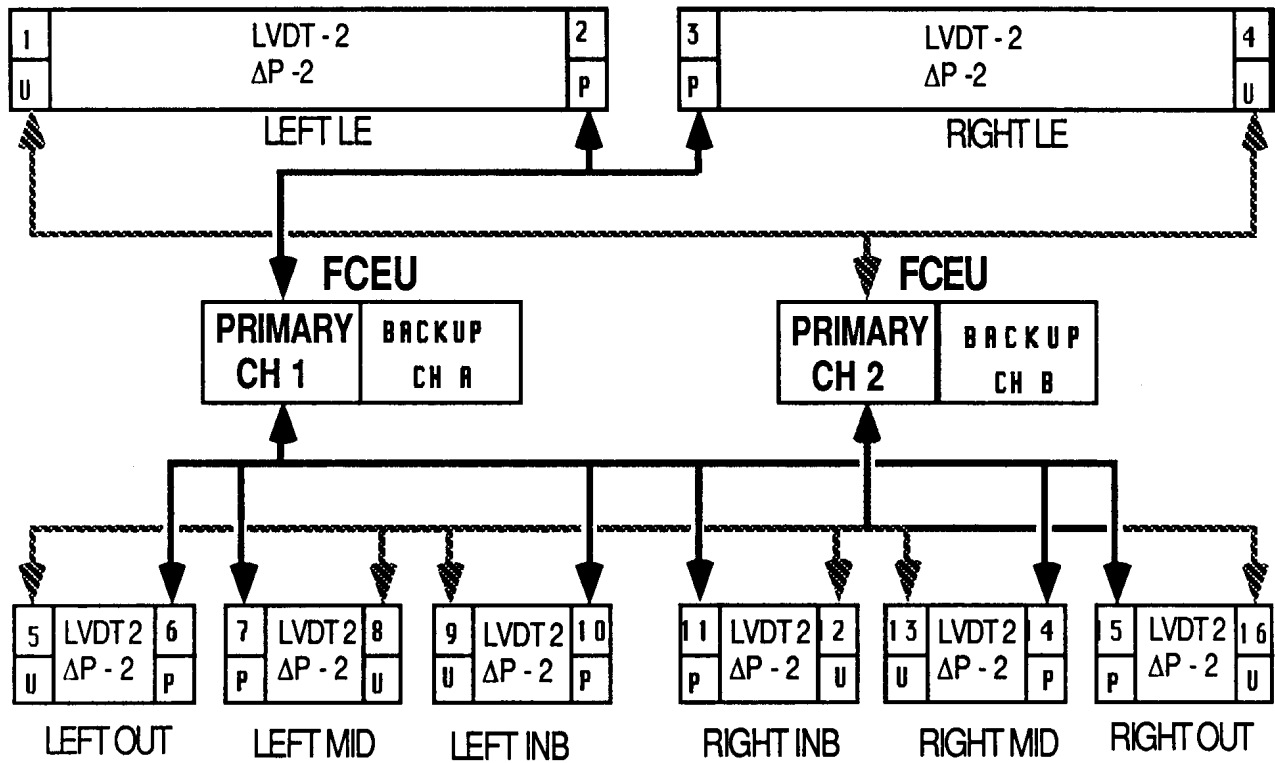 1
U
LVDT - 2
ΔP - 2
2
P
LEFT LE
3
P
LVDT - 2
ΔP - 2
4
U
RIGHT LE
FCEU
PRIMARY
CH 1
BACKUP
CH A
FCEU
PRIMARY
CH 2
BACKUP
CH B
5
U
LVDT 2
ΔP - 2
6
P
LEFT OUT
7
P
LVDT 2
ΔP - 2
8
U
LEFT MID
9
U
LVDT 2
ΔP - 2
10
P
LEFT INB
11
P
LVDT 2
ΔP - 2
12
U
RIGHT INB
13
U
LVDT 2
ΔP - 2
14
P
RIGHT MID
15
P
LVDT 2
ΔP - 2
16
U
RIGHT OUT